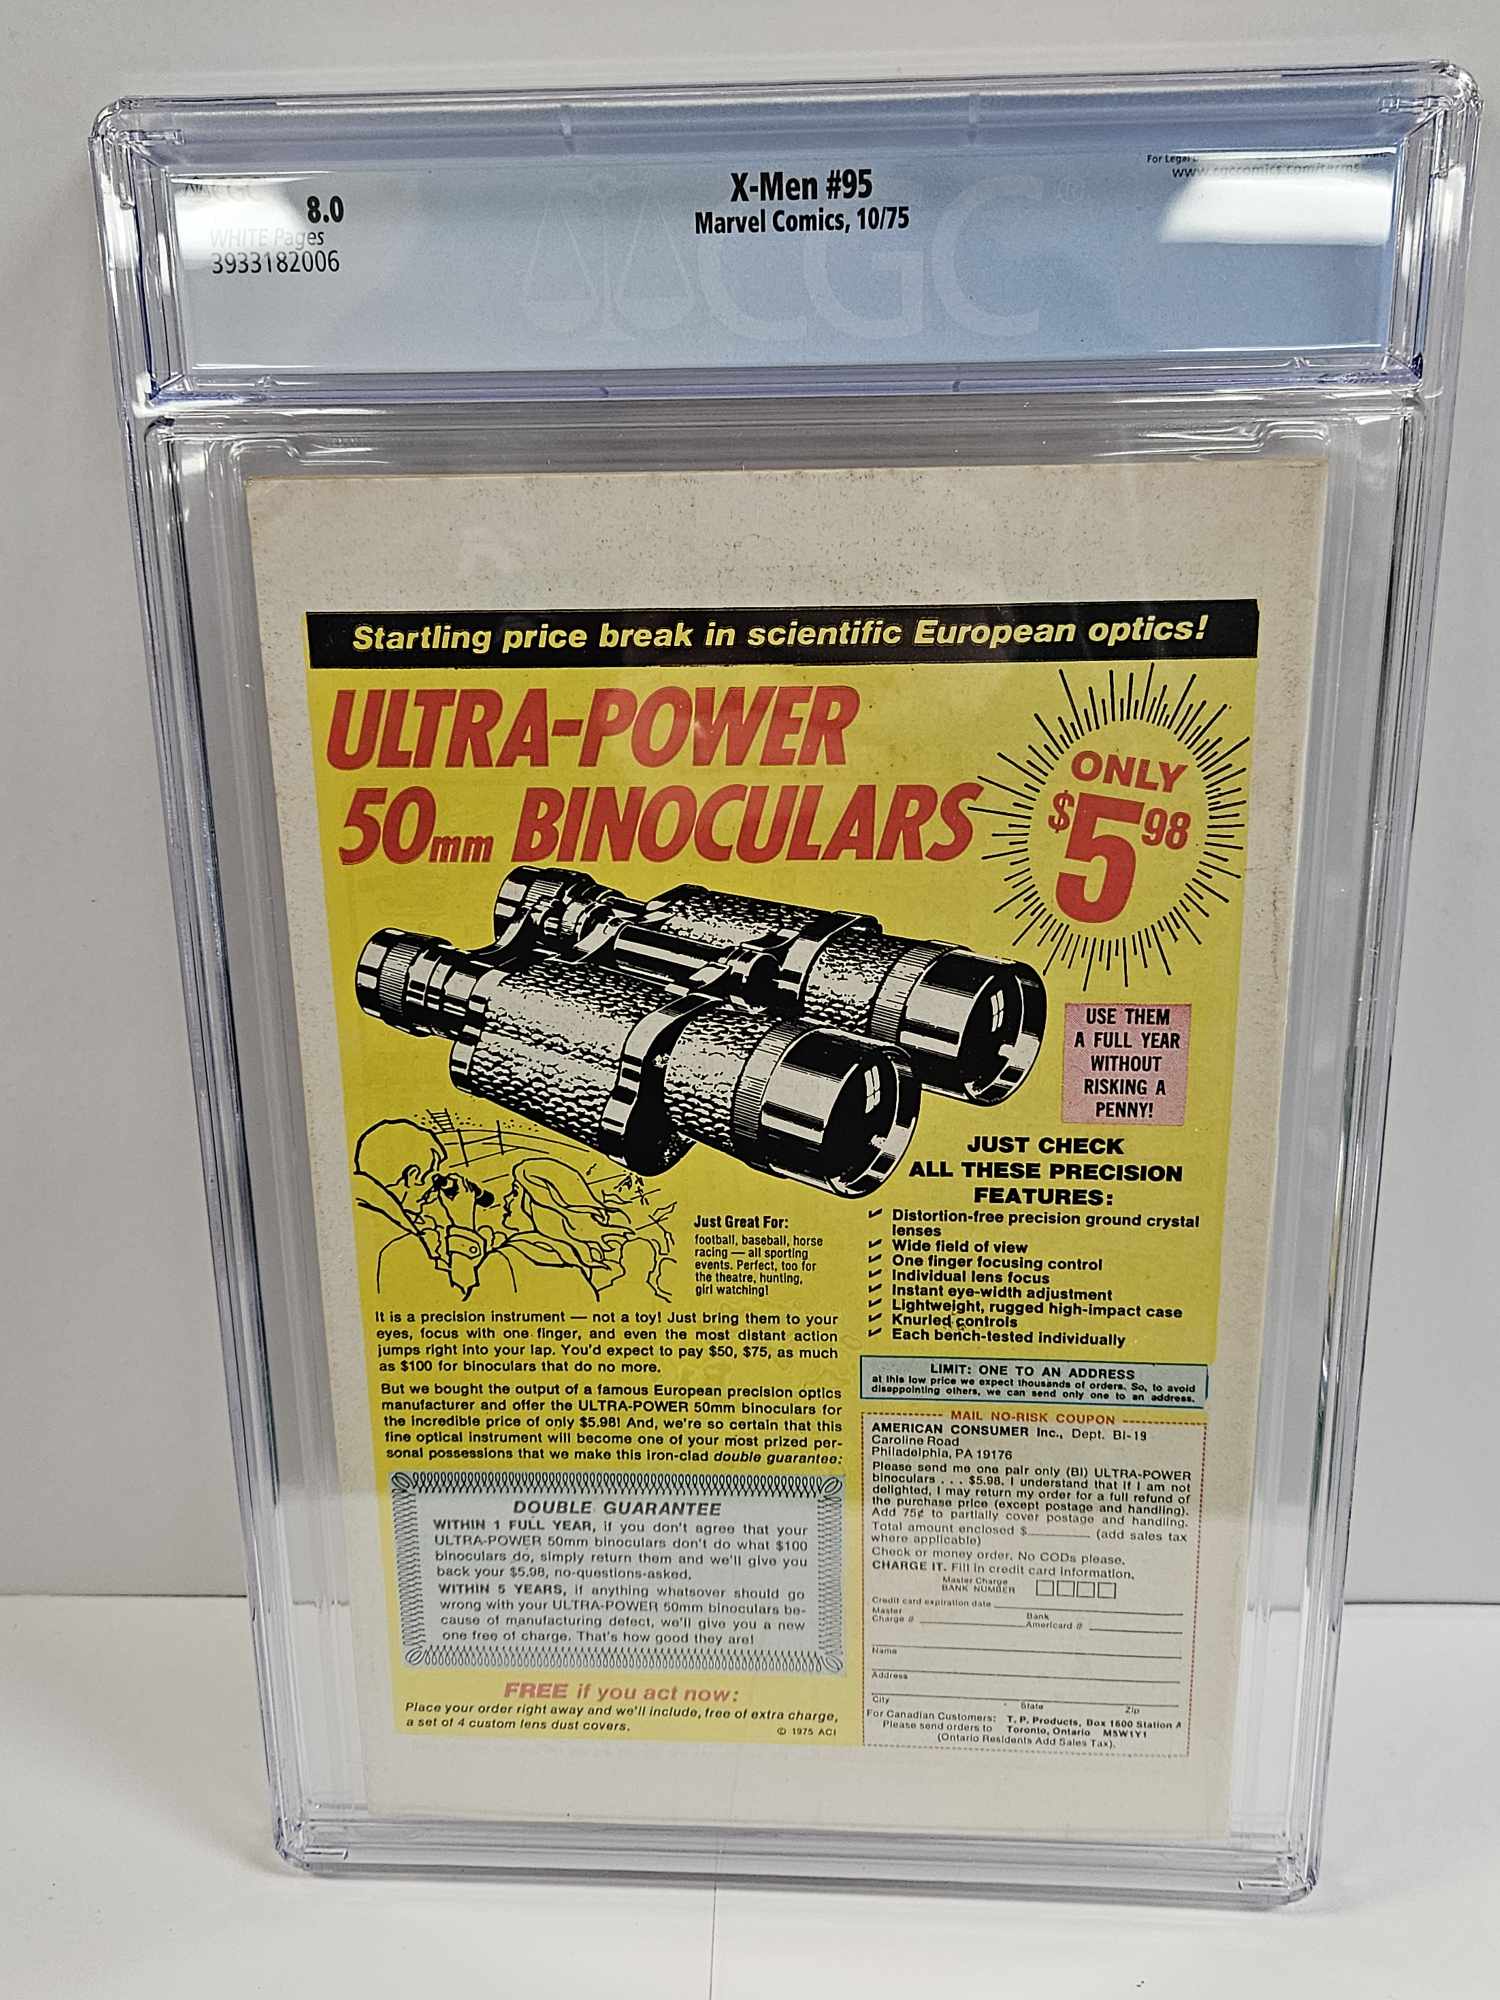 CGC
8.0
WHITE Pages
3933182006
X-Men #95
Marvel Comics, 10/75
For Legal
www.cgccomics.com/terms
CGC
Startling price break in scientific European optics!
ULTRA-POWER
50mm BINOCULARS
ONLY
$5.98
USE THEM
A FULL YEAR
WITHOUT
RISKING A
PENNY!
JUST CHECK
ALL THESE PRECISION
FEATURES:
Distortion-free precision ground crystal
lenses
Wide field of view
One finger focusing control
Individual lens focus
Instant eye-width adjustment
Lightweight, rugged high-impact case
Knurled controls
Each bench-tested individually
Just Great For:
football, baseball, horse
racing — all sporting
events. Perfect, too for
the theatre, hunting,
girl watching!
It is a precision instrument — not a toy! Just bring them to your
eyes, focus with one finger, and even the most distant action
jumps right into your lap. You'd expect to pay $50, $75, as much
as $100 for binoculars that do no more.
But we bought the output of a famous European precision optics
manufacturer and offer the ULTRA-POWER 50mm binoculars for
the incredible price of only $5.98! And, we're so certain that this
fine optical instrument will become one of your most prized per-
sonal possessions that we make this iron-clad double guarantee:
DOUBLE GUARANTEE
WITHIN 1 FULL YEAR, if you don't agree that your
ULTRA-POWER 50mm binoculars don't do what $100
binoculars do, simply return them and we'll give you
back your $5.98, no-questions-asked.
WITHIN 5 YEARS, if anything whatsoever should go
wrong with your ULTRA-POWER 50mm binoculars be-
cause of manufacturing defect, we'll give you a new
one free of charge. That's how good they are!
FREE if you act now:
Place your order right away and we'll include, free of extra charge,
a set of 4 custom lens dust covers.
© 1975 ACI
LIMIT: ONE TO AN ADDRESS
at this low price we expect thousands of orders. So, to avoid
disappointing others, we can send only one to an address.
MAIL NO-RISK COUPON
AMERICAN CONSUMER Inc., Dept. BI-19
Caroline Road
Philadelphia, PA 19176
Please send me one pair only (BI) ULTRA-POWER
binoculars . . . $5.98. I understand that if I am not
delighted, I may return my order for a full refund of
the purchase price (except postage and handling).
Add 75¢ to partially cover postage and handling.
Total amount enclosed $ (add sales tax
where applicable)
Check or money order. No CODs please.
CHARGE IT. Fill in credit card information.
Master Charge
BANK NUMBER
Credit card expiration date
Master Bank
Charge # Americard #
Name
Address
City State Zip
For Canadian Customers: T. P. Products, Box 1600 Station A
Please send orders to Toronto, Ontario M5W1Y1
(Ontario Residents Add Sales Tax).